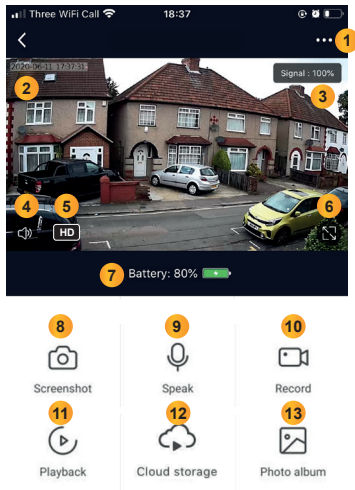 Three WiFi Call 18:37
1
2020-06-11 17:37:31
Signal : 100%
2
3
4
5
6
HD
7 Battery: 80%
8 9 10
Screenshot Speak Record
11 12 13
Playback Cloud storage Photo album